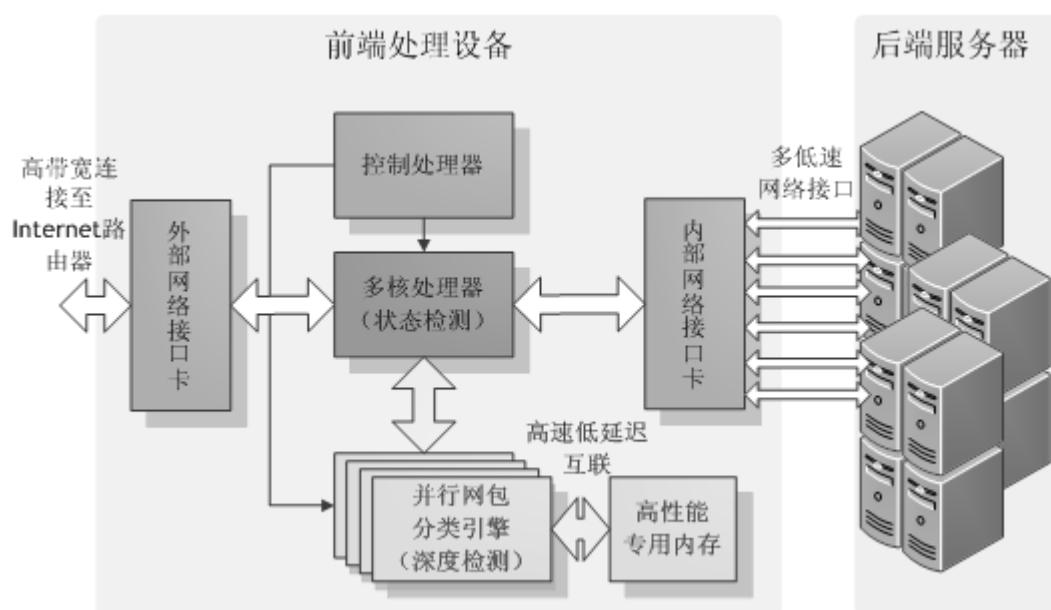 前端处理设备
后端服务器
控制处理器
高带宽连
接至
Internet路
由器
外
部
网
络
接
口
卡
多核处理器
（状态检测）
内
部
网
络
接
口
卡
多低速
网络接口
高速低延迟
互联
并行网包
分类引擎
（深度检测）
高性能
专用内存